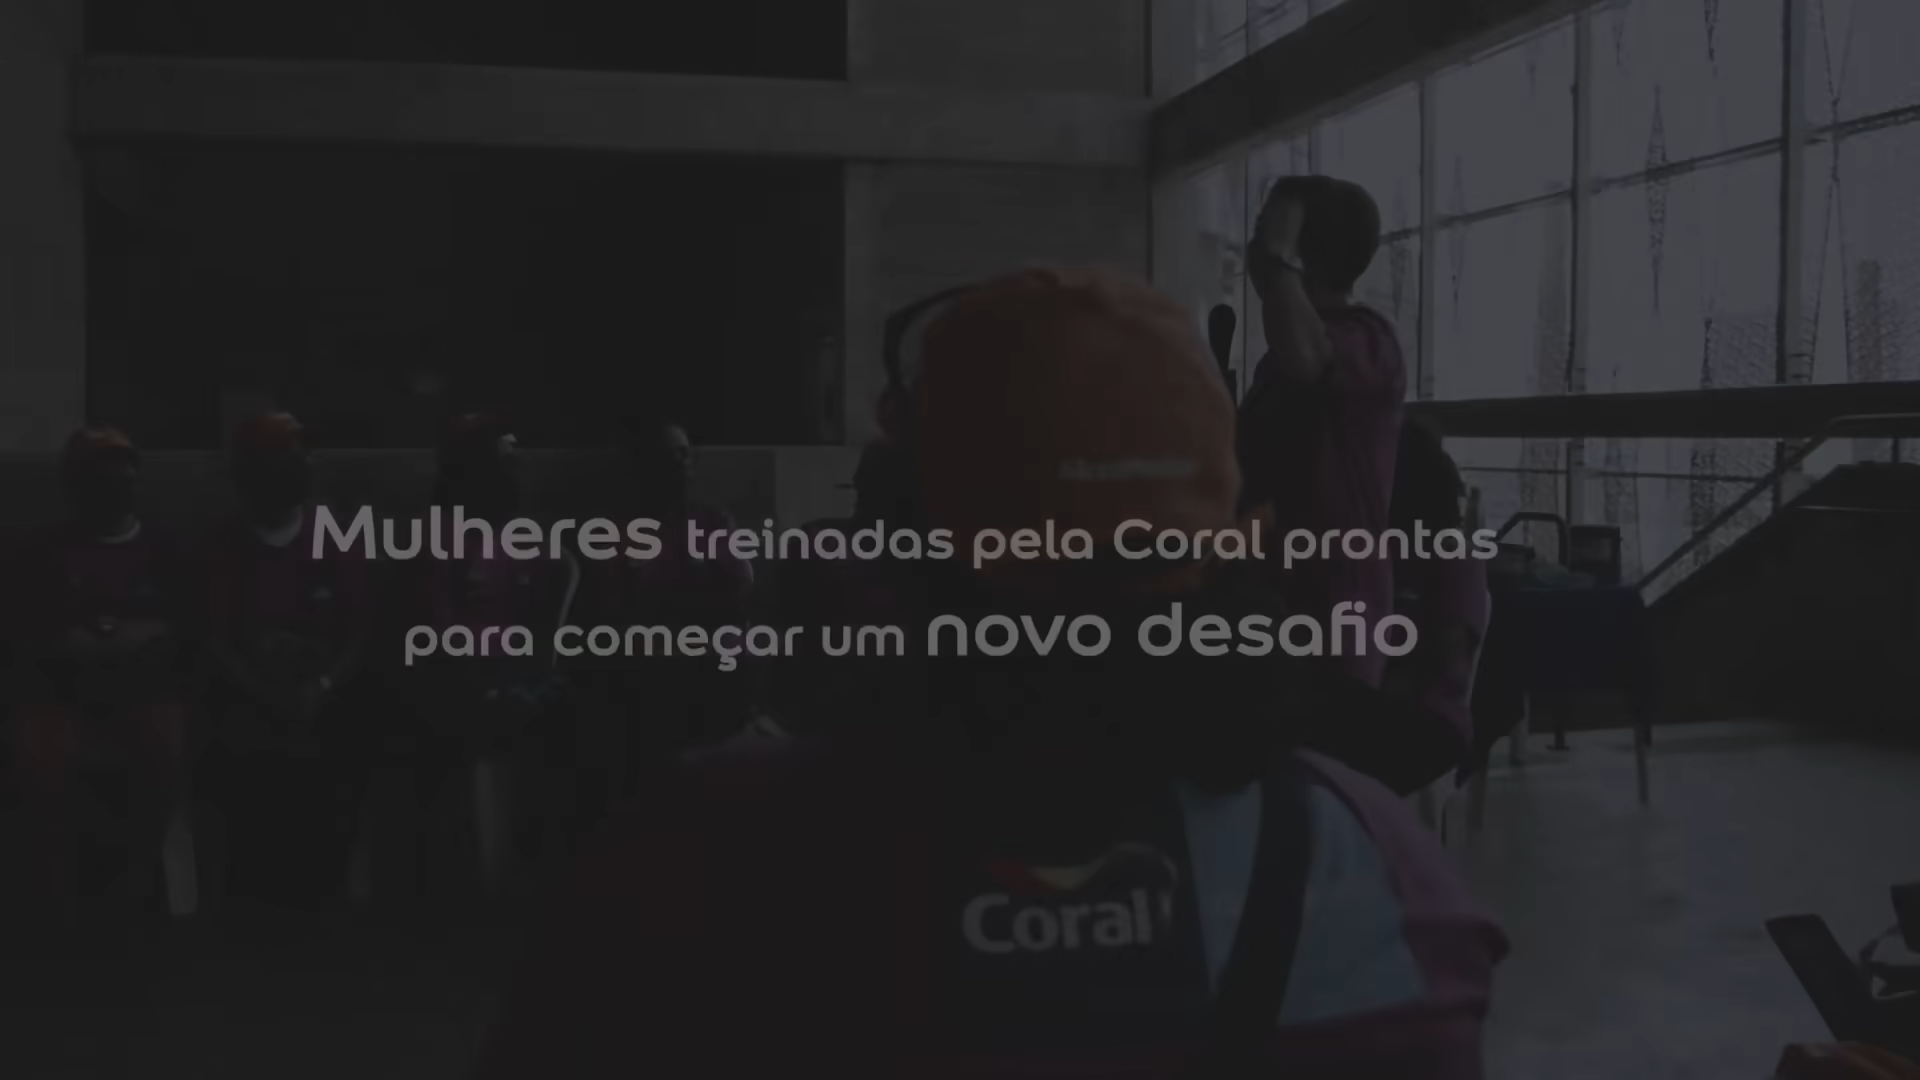 Mulheres treinadas pela Coral prontas
para começar um novo desafio
Coral